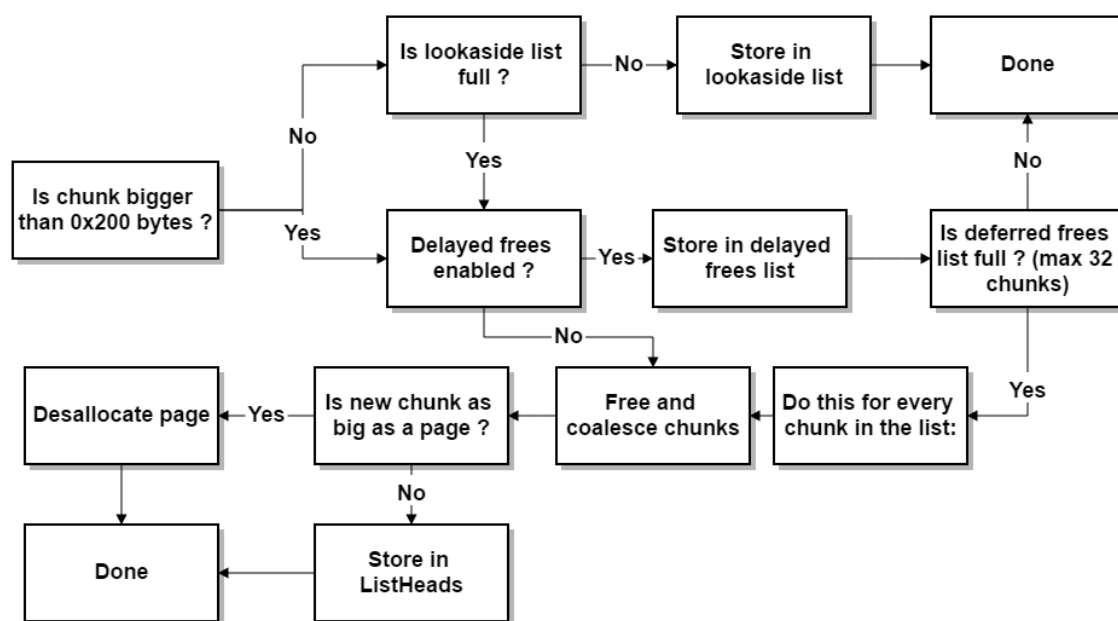 Is lookaside list
full ?
No
Store in
lookaside list
Done
No
Yes
No
Is chunk bigger
than 0x200 bytes ?
Yes
Delayed frees
enabled ?
Yes
Store in delayed
frees list
Is deferred frees
list full ? (max 32
chunks)
No
Yes
Desallocate page
Yes
Is new chunk as
big as a page ?
Free and
coalesce chunks
Do this for every
chunk in the list:
No
Done
Store in
ListHeads